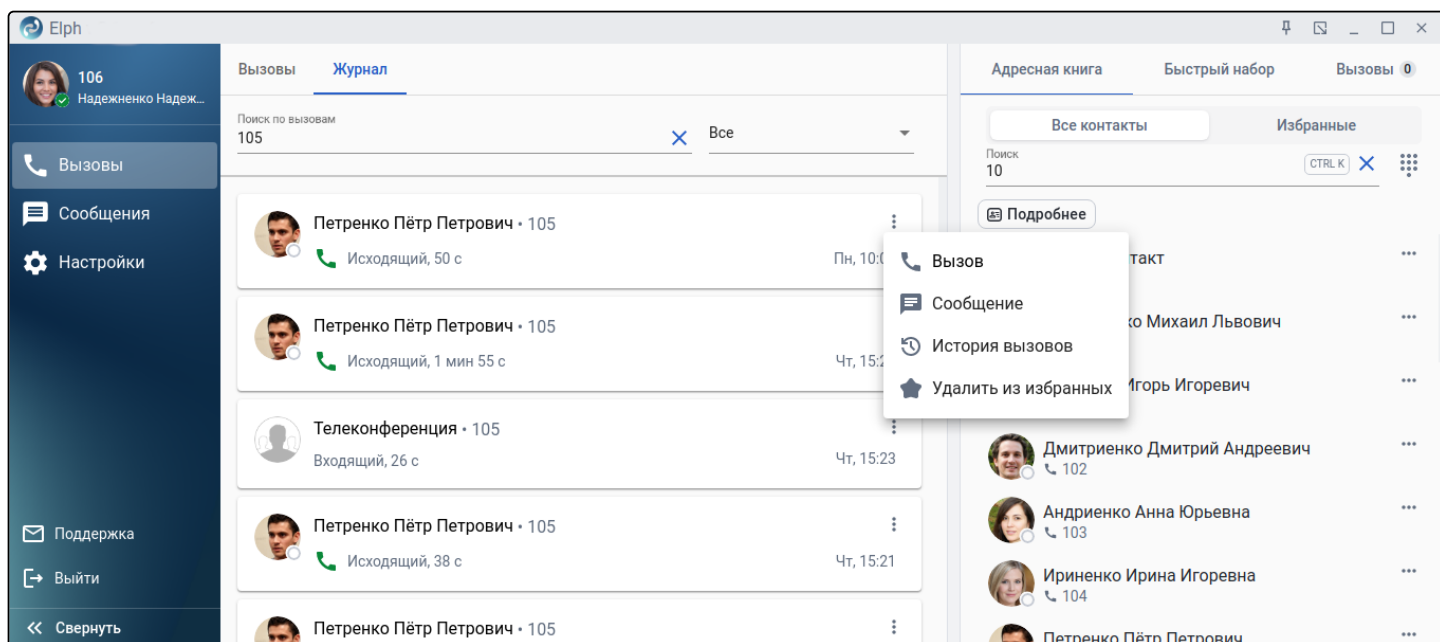 Elph
106
Надежненко Надеж...
Вызовы
Сообщения
Настройки
Поддержка
Выйти
Свернуть
Вызовы Журнал
Поиск по вызовам
105
Все
Петренко Пётр Петрович • 105
Исходящий, 50 с
Пн, 10:0
Петренко Пётр Петрович • 105
Исходящий, 1 мин 55 с
Чт, 15:2
Телеконференция • 105
Входящий, 26 с
Чт, 15:23
Петренко Пётр Петрович • 105
Исходящий, 38 с
Чт, 15:21
Петренко Пётр Петрович • 105
Вызов
Сообщение
История вызовов
Удалить из избранных
Адресная книга Быстрый набор Вызовы 0
Все контакты Избранные
Поиск
10
CTRL K
Подробнее
такт
ко Михаил Львович
Игорь Игоревич
Дмитриенко Дмитрий Андреевич
102
Андриенко Анна Юрьевна
103
Ириненко Ирина Игоревна
104
Петренко Пётр Петрович